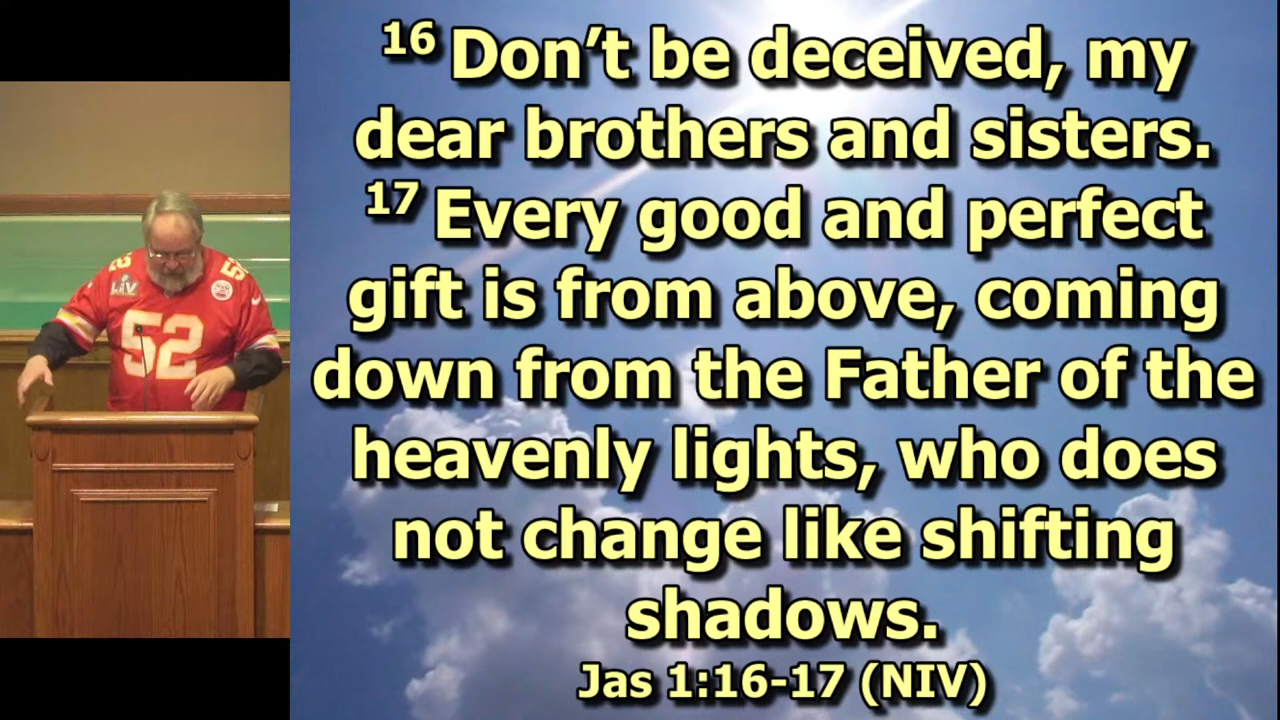 16 Don’t be deceived, my
dear brothers and sisters.
17 Every good and perfect
gift is from above, coming
down from the Father of the
heavenly lights, who does
not change like shifting
shadows.
Jas 1:16-17 (NIV)
LIV
52